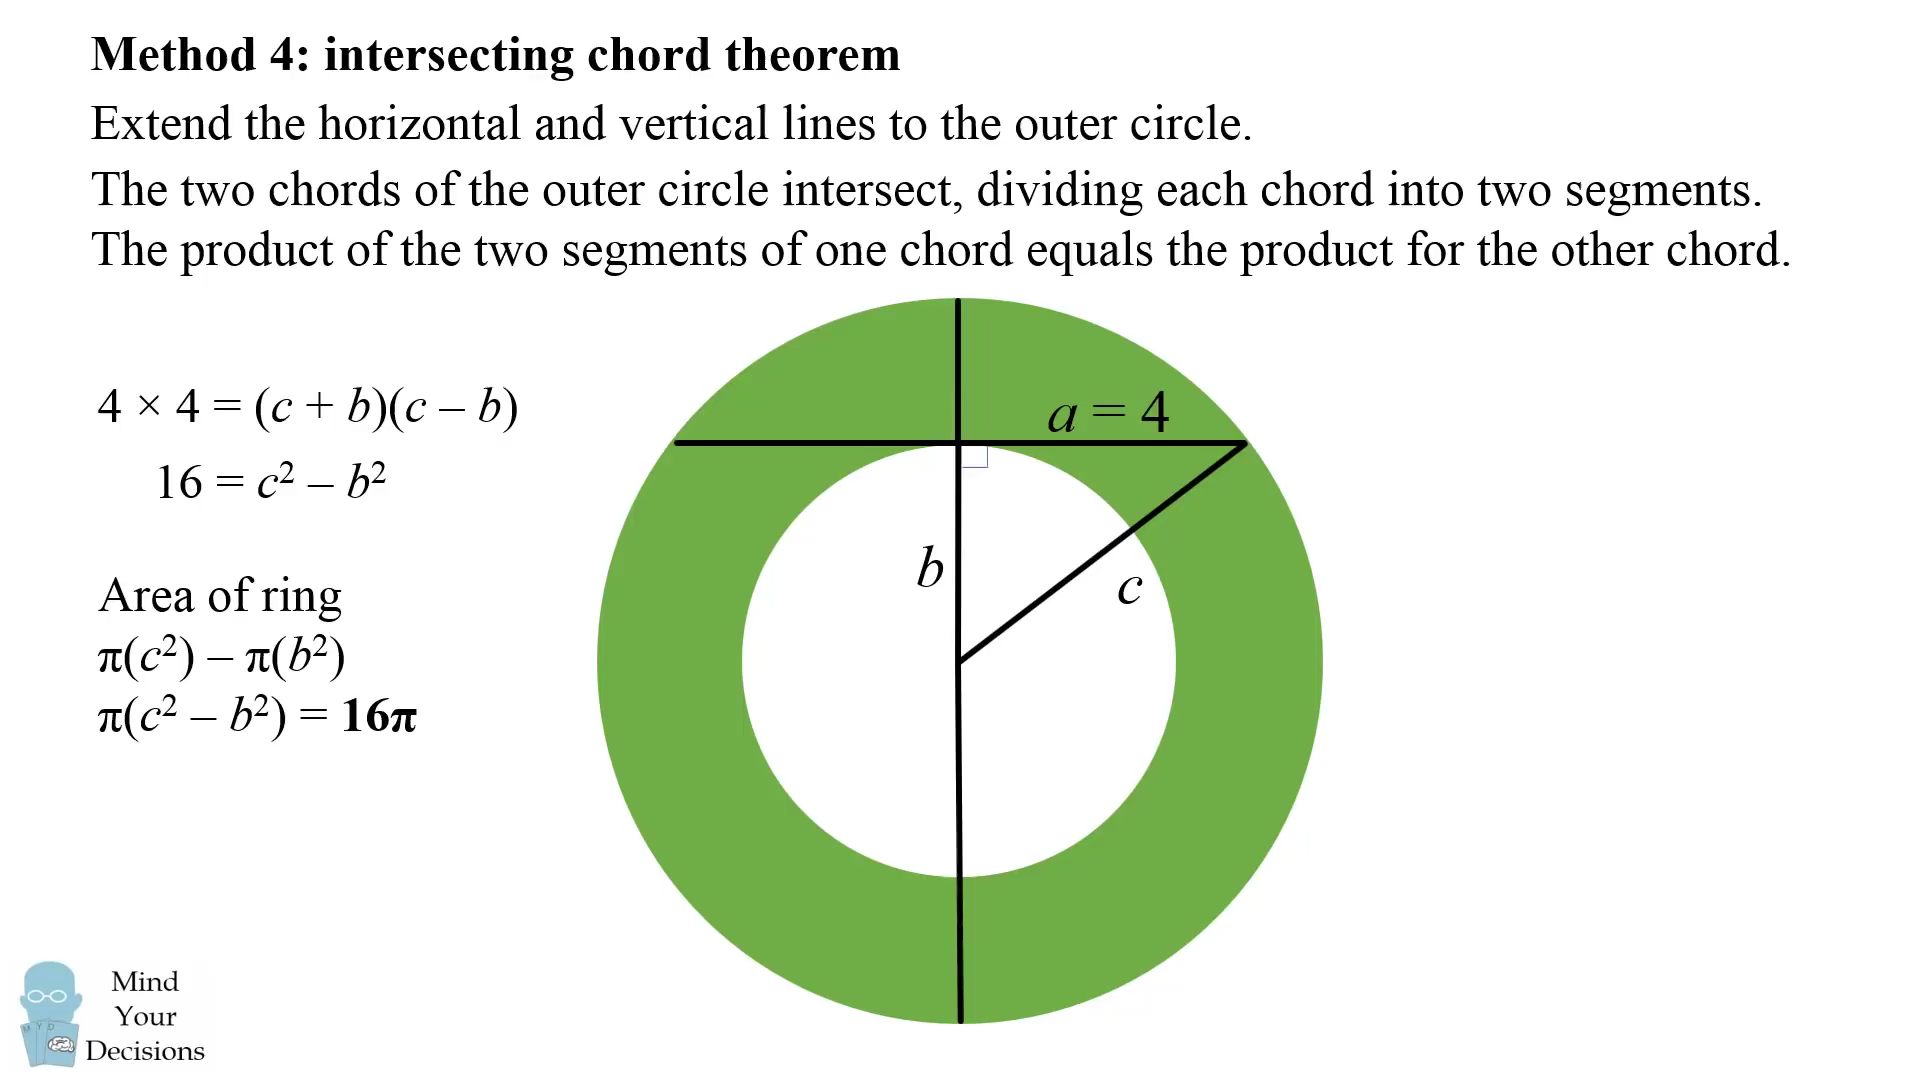 Method 4: intersecting chord theorem
Extend the horizontal and vertical lines to the outer circle.
The two chords of the outer circle intersect, dividing each chord into two segments.
The product of the two segments of one chord equals the product for the other chord.
4 × 4 = (c + b)(c – b)
16 = c² – b²
Area of ring
π(c²) – π(b²)
π(c² – b²) = 16π
a = 4
b
c
M Y D
Mind
Your
Decisions